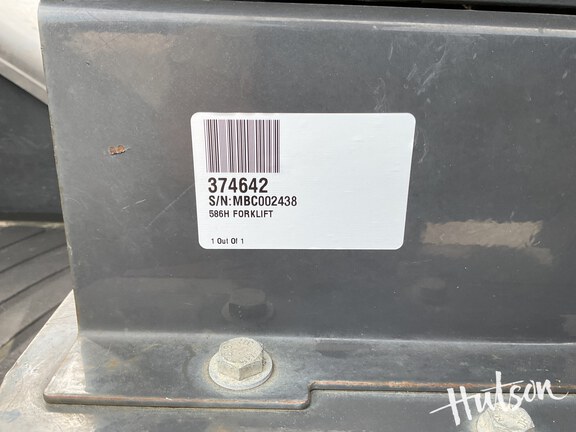 374642
S/N:MBC002438
586H FORKLIFT
1 Out Of 1
Hutson